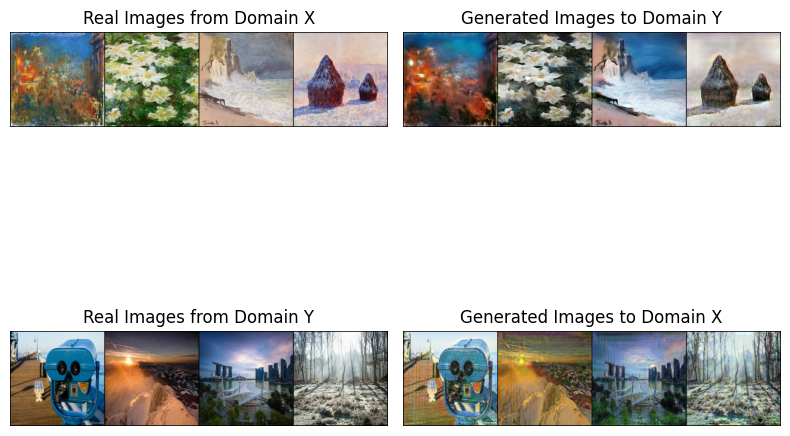 Real Images from Domain X
Generated Images to Domain Y
Real Images from Domain Y
Generated Images to Domain X